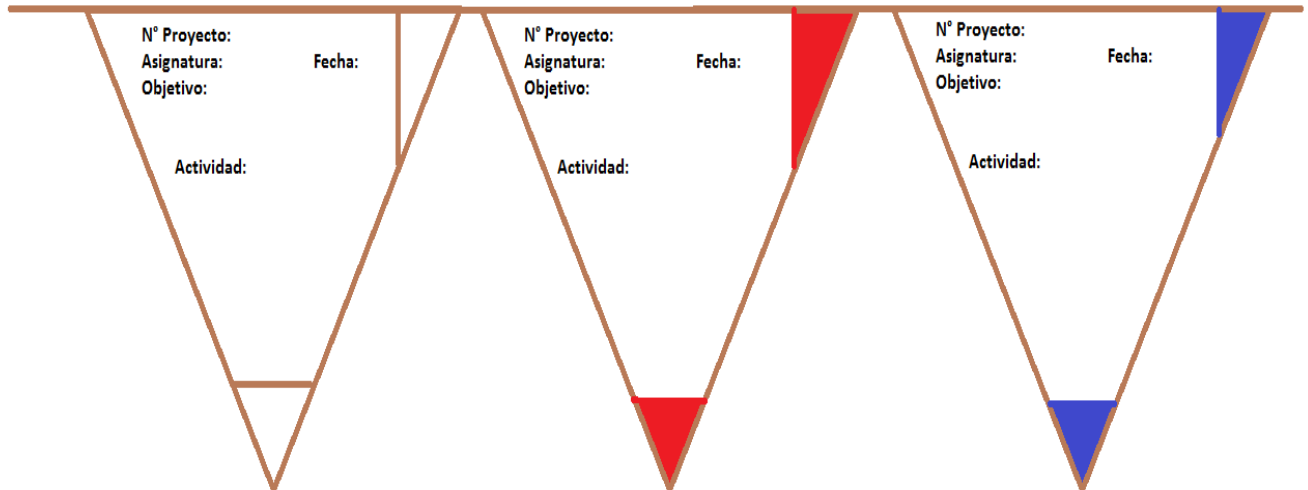 N° Proyecto:
Asignatura: Fecha:
Objetivo:
Actividad:
N° Proyecto:
Asignatura: Fecha:
Objetivo:
Actividad:
N° Proyecto:
Asignatura: Fecha:
Objetivo:
Actividad: